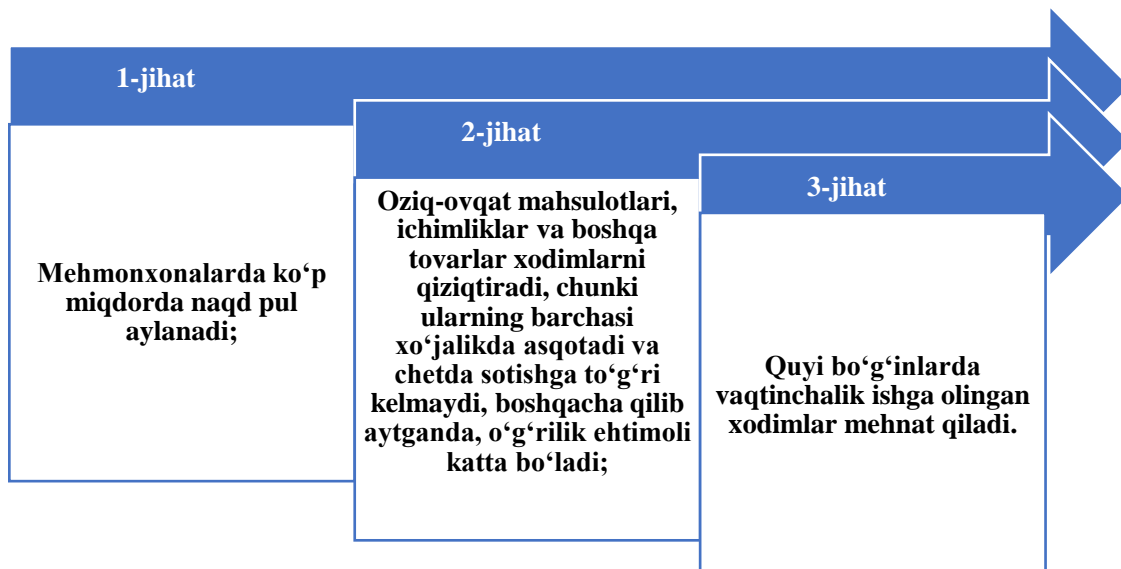 1-jihat
Mehmonxonalarda ko‘p
miqdorda naqd pul
aylanadi;
2-jihat
Oziq-ovqat mahsulotlari,
ichimliklar va boshqa
tovarlar xodimlarni
qiziqtiradi, chunki
ularning barchasi
xo‘jalikda asqotadi va
chetda sotishga to‘g‘ri
kelmaydi, boshqacha qilib
aytganda, o‘g‘rilik ehtimoli
katta bo‘ladi;
3-jihat
Quyi bo‘g‘inlarda
vaqtinchalik ishga olingan
xodimlar mehnat qiladi.